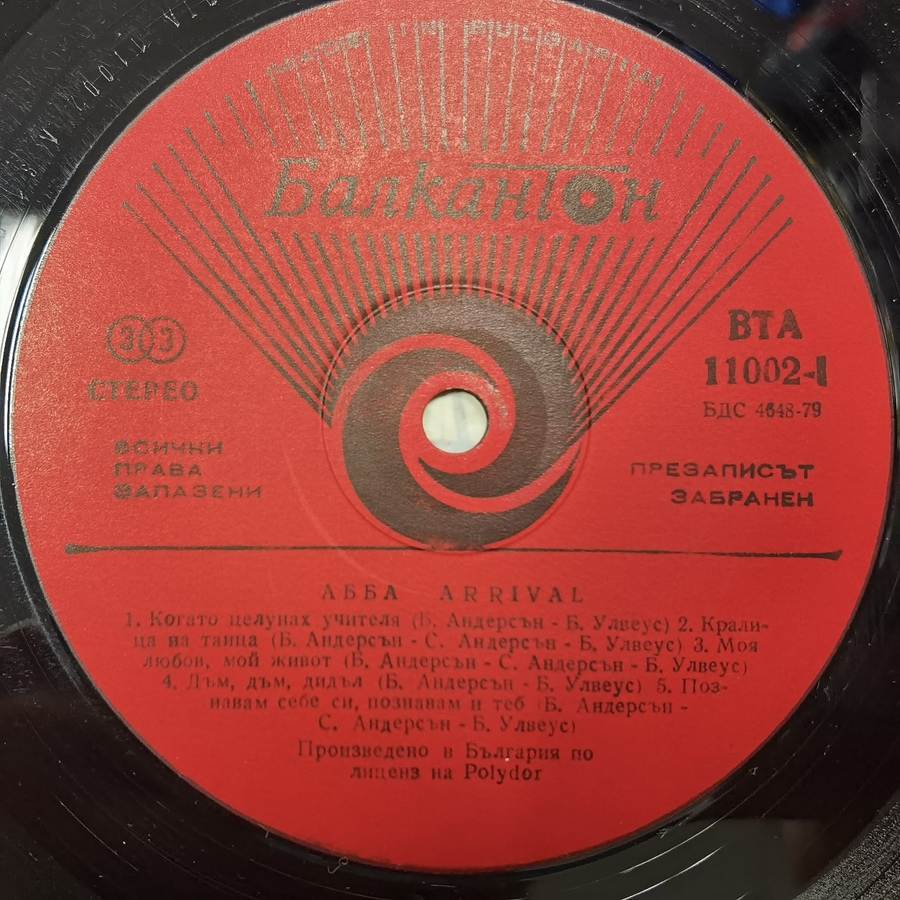 MADE IN BULGARIA
Балкантон
33
СТЕРЕО
ВТА
11002-I
БДС 4648-79
ВСИЧКИ
ПРАВА
ЗАПАЗЕНИ
ПРЕЗАПИСЪТ
ЗАБРАНЕН
АББА ARRIVAL
1. Когато целунах учителя (Б. Андерсън - Б. Улвеус) 2. Крали-
ца на танца (Б. Андерсън - С. Андерсън - Б. Улвеус) 3. Моя
любов, мой живот (Б. Андерсън - С. Андерсън - Б. Улвеус)
4. Дъм, дъм, дидъл (Б. Андерсън - Б. Улвеус) 5. Поз-
навам себе си, познавам и теб (Б. Андерсън -
С. Андерсън - Б. Улвеус)
Произведено в България по
лиценз на Polydor